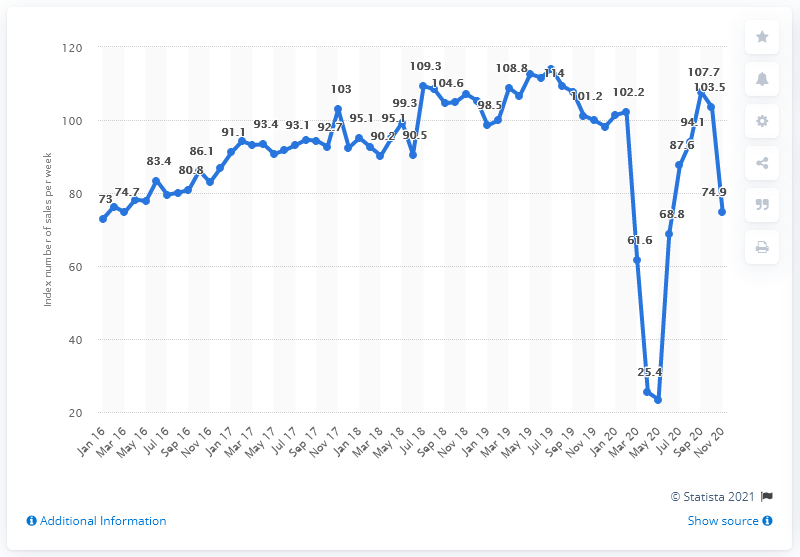 Index number of sales per week
120
100
80
60
40
20
73
74.7
83.4
80.8
86.1
91.1
93.4
93.1
92.7
103
95.1
90.2
95.1
99.3
90.5
109.3
104.6
98.5
108.8
114
101.2
102.2
61.6
25.4
68.8
87.6
94.1
107.7
103.5
74.9
Jan 16
Mar 16
May 16
Jul 16
Sep 16
Nov 16
Jan 17
Mar 17
May 17
Jul 17
Sep 17
Nov 17
Jan 18
Mar 18
May 18
Jul 18
Sep 18
Nov 18
Jan 19
Mar 19
May 19
Jul 19
Sep 19
Nov 19
Jan 20
Mar 20
May 20
Jul 20
Sep 20
Nov 20
© Statista 2021
Additional Information
Show source